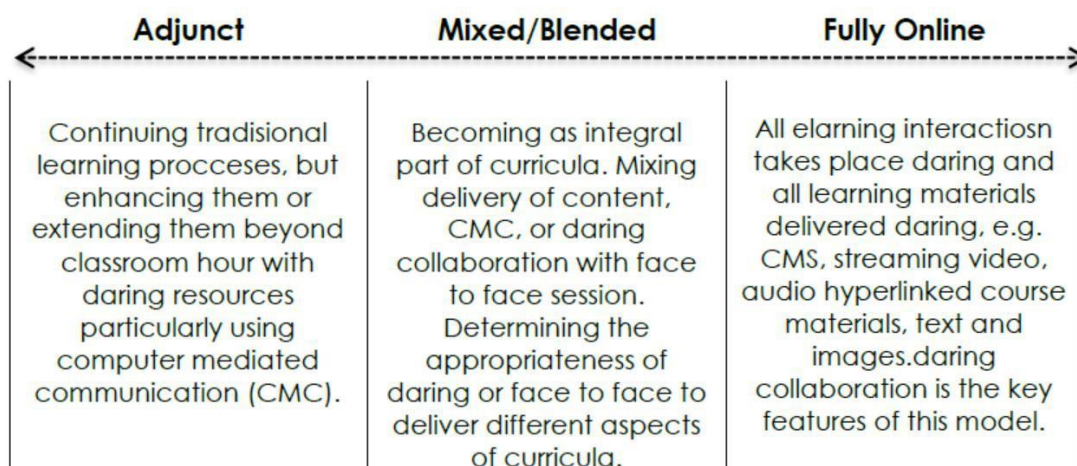 Adjunct
Continuing tradisional
learning procceses, but
enhancing them or
extending them beyond
classroom hour with
daring resources
particularly using
computer mediated
communication (CMC).
Mixed/Blended
Becoming as integral
part of curricula. Mixing
delivery of content,
CMC, or daring
collaboration with face
to face session.
Determining the
appropriateness of
daring or face to face to
deliver different aspects
of curricula.
Fully Online
All elarning interactiosn
takes place daring and
all learning materials
delivered daring, e.g.
CMS, streaming video,
audio hyperlinked course
materials, text and
images.daring
collaboration is the key
features of this model.